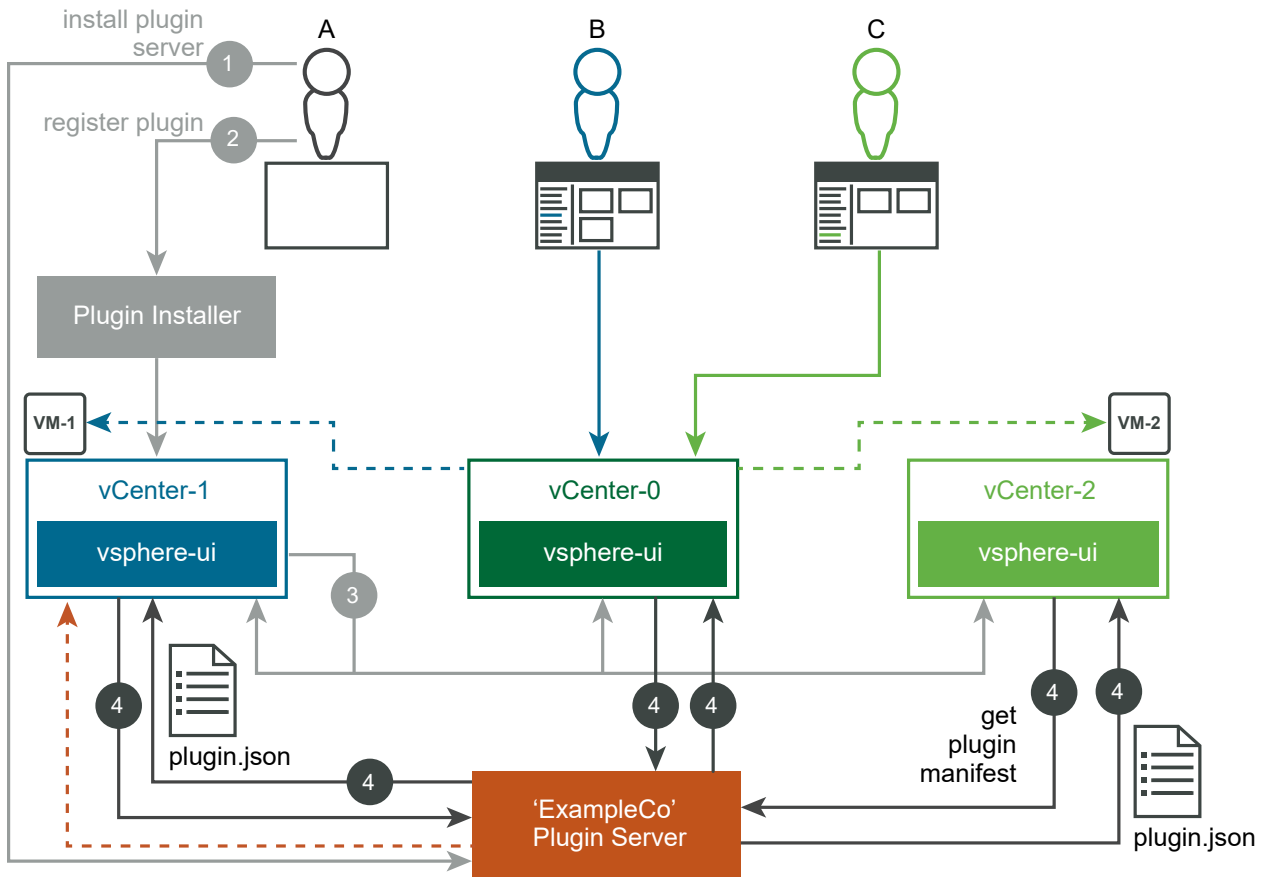 install plugin
server
1
A
B
C
register plugin
2
Plugin Installer
VM-1
VM-2
vCenter-1
vCenter-0
vCenter-2
vsphere-ui
vsphere-ui
vsphere-ui
3
4
4
4
4
4
get
plugin
manifest
plugin.json
4
‘ExampleCo’
Plugin Server
plugin.json